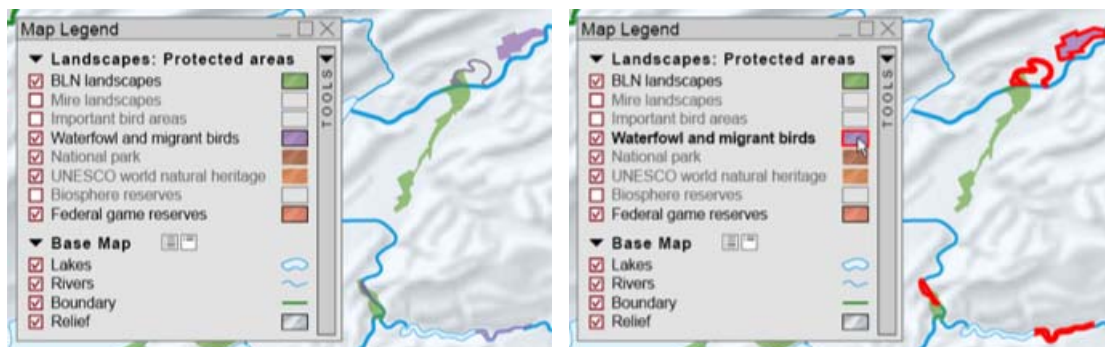 Map Legend
Landscapes: Protected areas
BLN landscapes
Mire landscapes
Important bird areas
Waterfowl and migrant birds
National park
UNESCO world natural heritage
Biosphere reserves
Federal game reserves
Base Map
Lakes
Rivers
Boundary
Relief
TOOLS
Map Legend
Landscapes: Protected areas
BLN landscapes
Mire landscapes
Important bird areas
Waterfowl and migrant birds
National park
UNESCO world natural heritage
Biosphere reserves
Federal game reserves
Base Map
Lakes
Rivers
Boundary
Relief
TOOLS